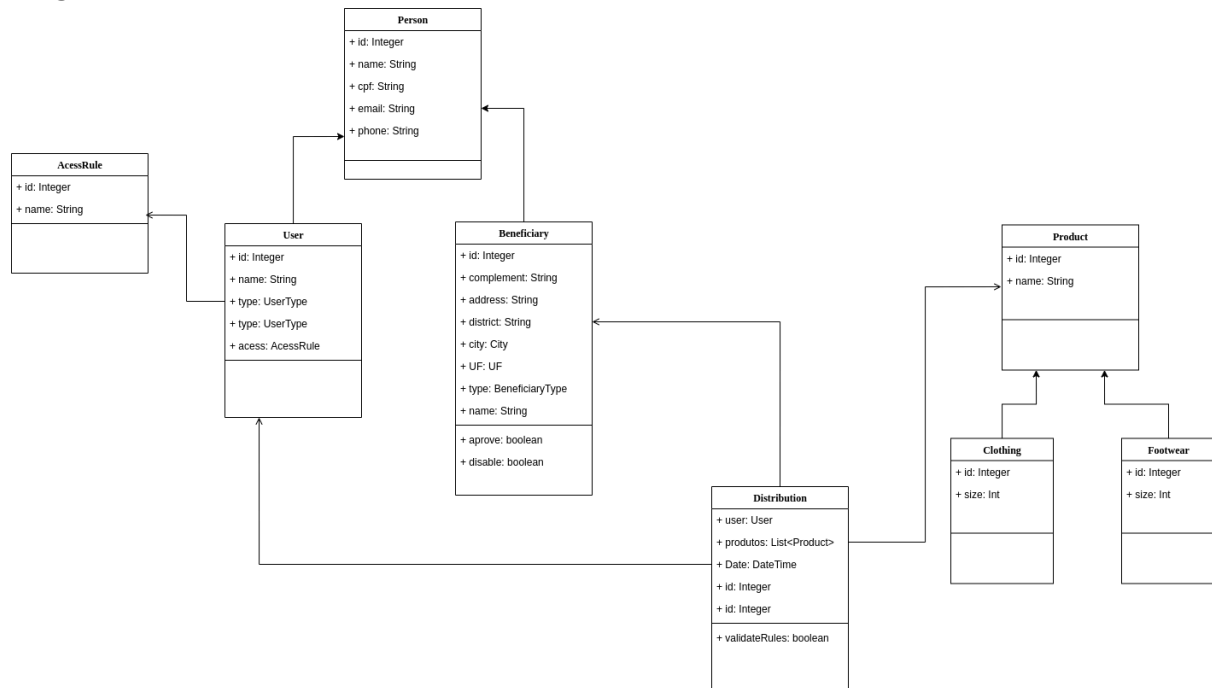 Person
+ id: Integer
+ name: String
+ cpf: String
+ email: String
+ phone: String
AcessRule
+ id: Integer
+ name: String
User
+ id: Integer
+ name: String
+ type: UserType
+ type: UserType
+ acess: AcessRule
Beneficiary
+ id: Integer
+ complement: String
+ address: String
+ district: String
+ city: City
+ UF: UF
+ type: BeneficiaryType
+ name: String
+ aprove: boolean
+ disable: boolean
Product
+ id: Integer
+ name: String
Clothing
+ id: Integer
+ size: Int
Footwear
+ id: Integer
+ size: Int
Distribution
+ user: User
+ produtos: List<Product>
+ Date: DateTime
+ id: Integer
+ id: Integer
+ validateRules: boolean